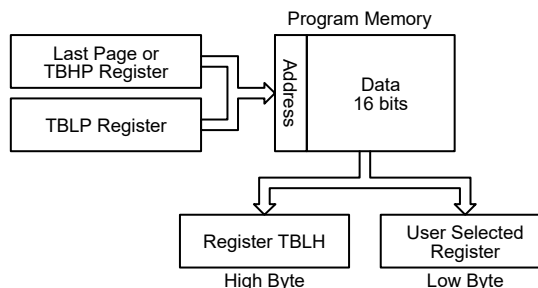 Program Memory
Last Page or
TBHP Register
TBLP Register
Address
Data
16 bits
Register TBLH
User Selected
Register
High Byte
Low Byte